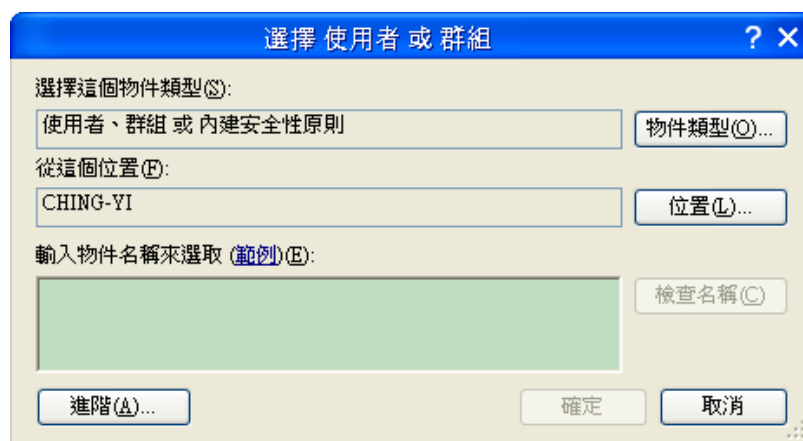 選擇 使用者 或 群組
選擇這個物件類型(S):
使用者、群組 或 內建安全性原則
物件類型(O)...
從這個位置(F):
CHING-YI
位置(L)...
輸入物件名稱來選取 (範例)(E):
檢查名稱(C)
進階(A)...
確定
取消